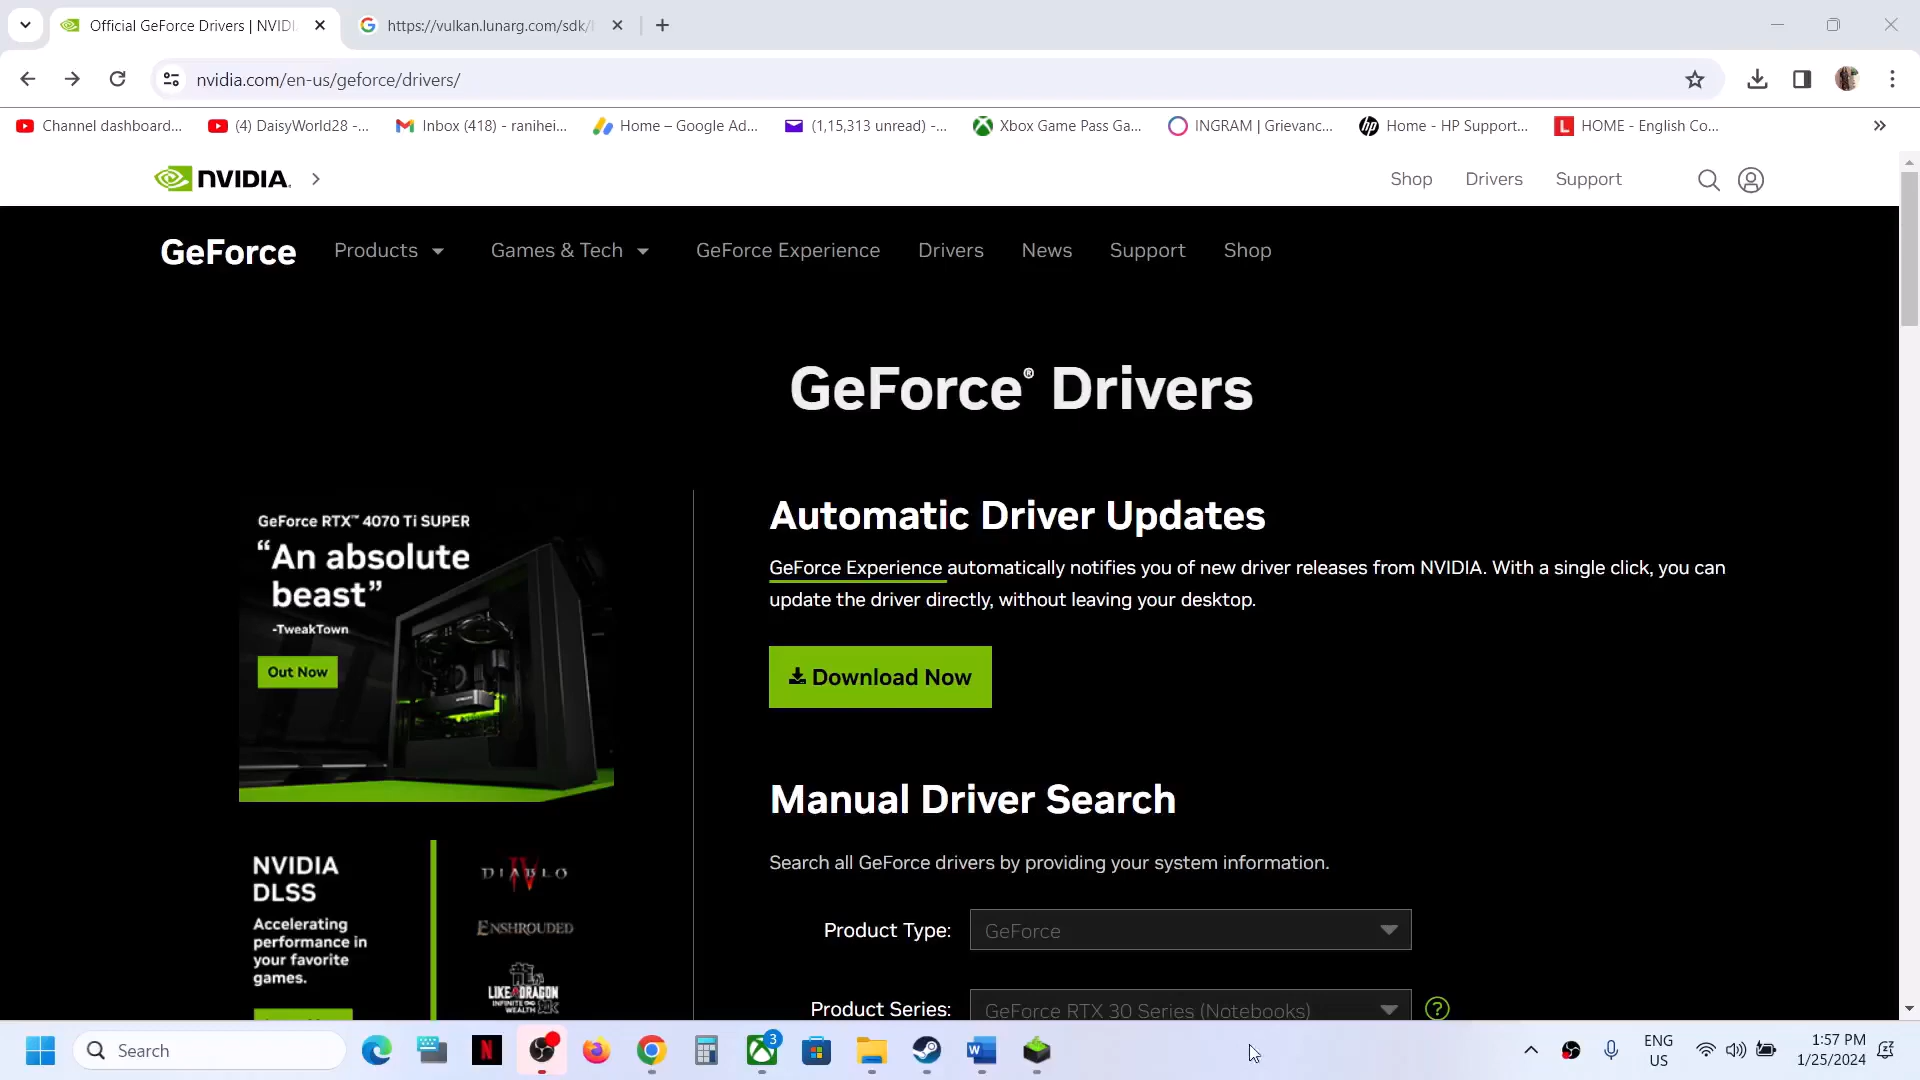 Official GeForce Drivers | NVIDI
https://vulkan.lunarg.com/sdk/
nvidia.com/en-us/geforce/drivers/
Channel dashboard...
(4) DaisyWorld28 -...
Inbox (418) - ranihei...
Home – Google Ad...
(1,15,313 unread) -...
Xbox Game Pass Ga...
INGRAM | Grievanc...
Home - HP Support...
HOME - English Co...
NVIDIA.
Shop
Drivers
Support
GeForce
Products
Games & Tech
GeForce Experience
Drivers
News
Support
Shop
GeForce® Drivers
GeForce RTX™ 4070 Ti SUPER
“An absolute
beast”
-TweakTown
Out Now
Automatic Driver Updates
GeForce Experience automatically notifies you of new driver releases from NVIDIA. With a single click, you can
update the driver directly, without leaving your desktop.
Download Now
Manual Driver Search
Search all GeForce drivers by providing your system information.
Product Type:
GeForce
Product Series:
GeForce RTX 30 Series (Notebooks)
?
NVIDIA
DLSS
Accelerating
performance in
your favorite
games.
DIABLO
IV
ENSHROUDED
LIKE A DRAGON
INFINITE WEALTH
Search
3
ENG
US
1:57 PM
1/25/2024